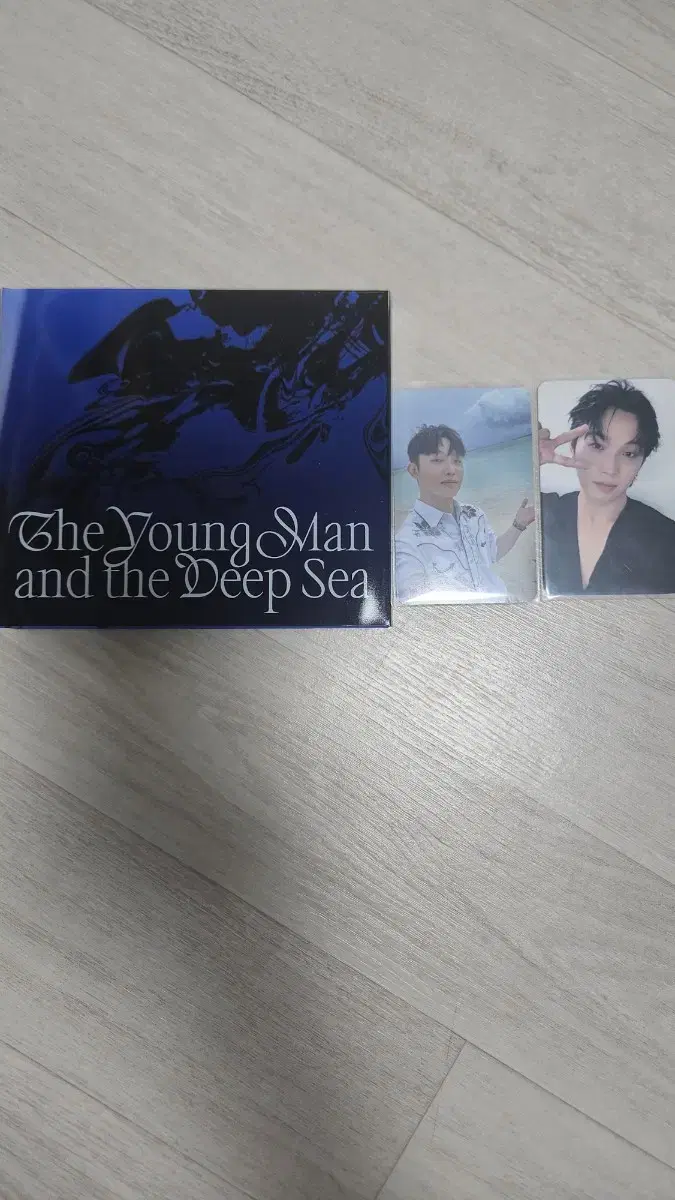 The Young Man
and the Deep Sea